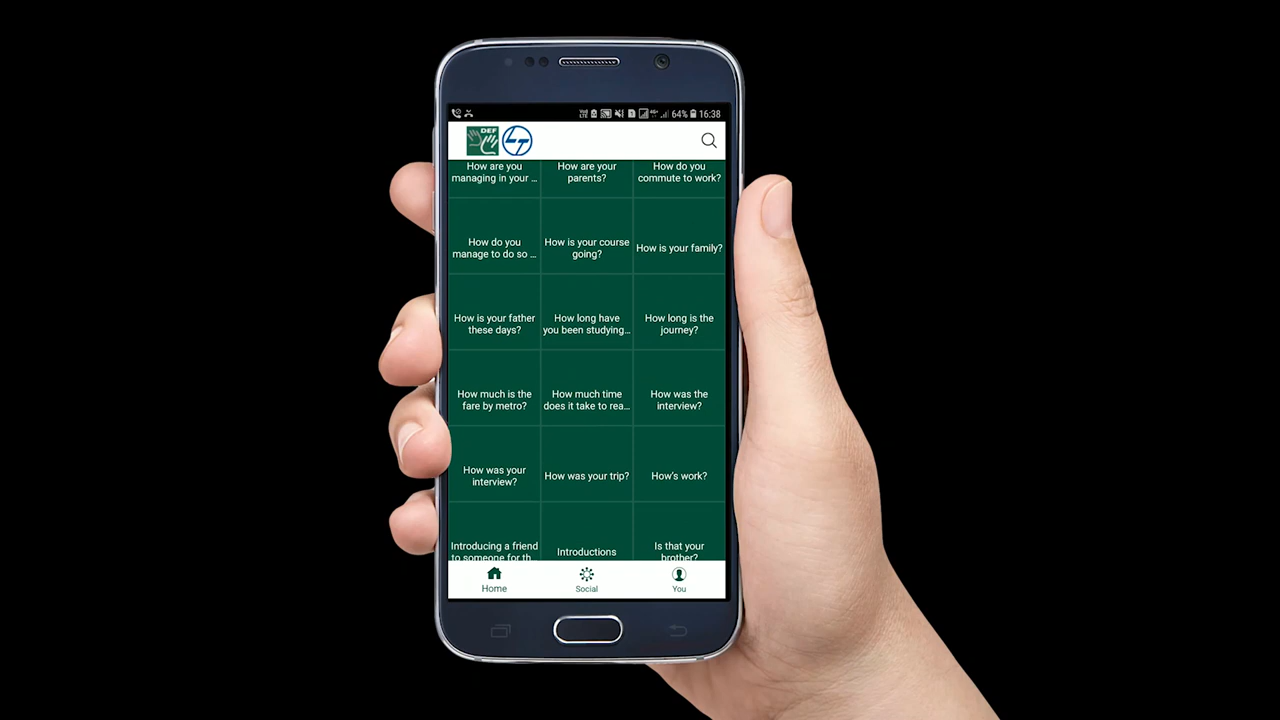 VoD
LTE
4G+
64% 16:38
DEF
LT
How are you
managing in your ...
How are your
parents?
How do you
commute to work?
How do you
manage to do so ...
How is your course
going?
How is your family?
How is your father
these days?
How long have
you been studying...
How long is the
journey?
How much is the
fare by metro?
How much time
does it take to rea...
How was the
interview?
How was your
interview?
How was your trip?
How's work?
Introducing a friend
to someone for th...
Introductions
Is that your
brother?
Home
Social
You